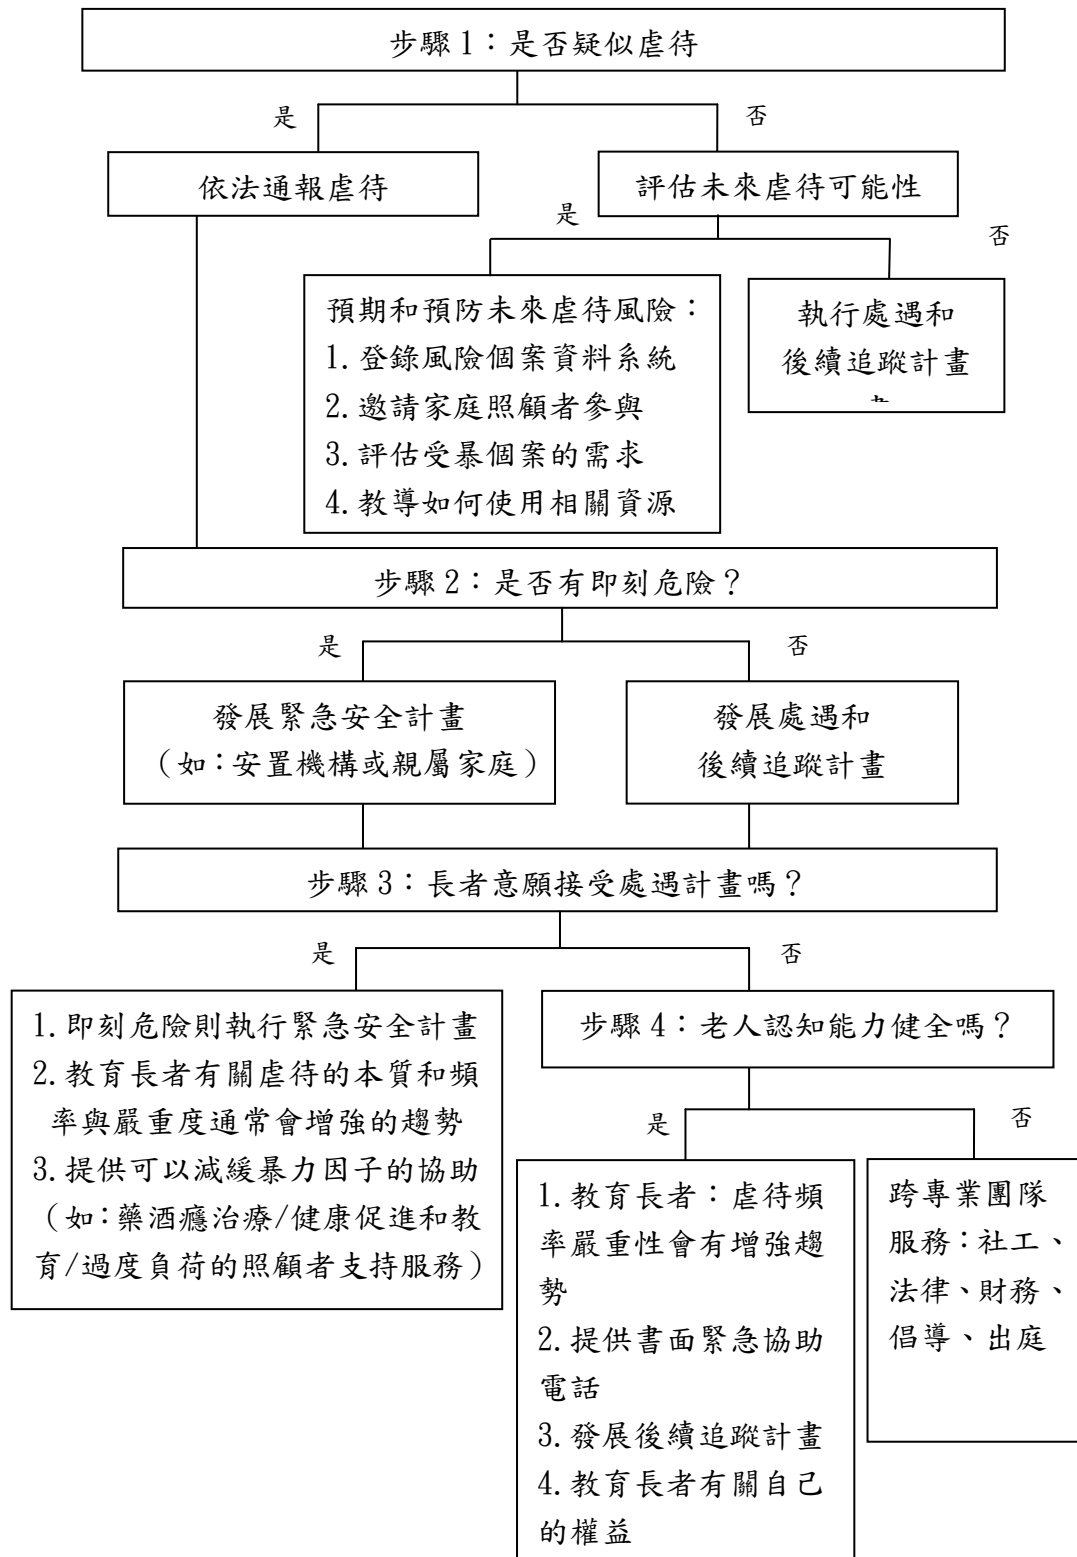 步驟1：是否疑似虐待
是
否
依法通報虐待
評估未來虐待可能性
是
否
預期和預防未來虐待風險：
1.登錄風險個案資料系統
2.邀請家庭照顧者參與
3.評估受暴個案的需求
4.教導如何使用相關資源
執行處遇和
後續追蹤計畫
步驟2：是否有即刻危險？
是
否
發展緊急安全計畫
（如：安置機構或親屬家庭）
發展處遇和
後續追蹤計畫
步驟3：長者意願接受處遇計畫嗎？
是
否
1.即刻危險則執行緊急安全計畫
2.教育長者有關虐待的本質和頻
率與嚴重度通常會增強的趨勢
3.提供可以減緩暴力因子的協助
（如：藥酒癮治療/健康促進和教
育/過度負荷的照顧者支持服務）
步驟4：老人認知能力健全嗎？
是
否
1.教育長者：虐待頻
率嚴重性會有增強趨
勢
2.提供書面緊急協助
電話
3.發展後續追蹤計畫
4.教育長者有關自己
的權益
跨專業團隊
服務：社工、
法律、財務、
倡導、出庭